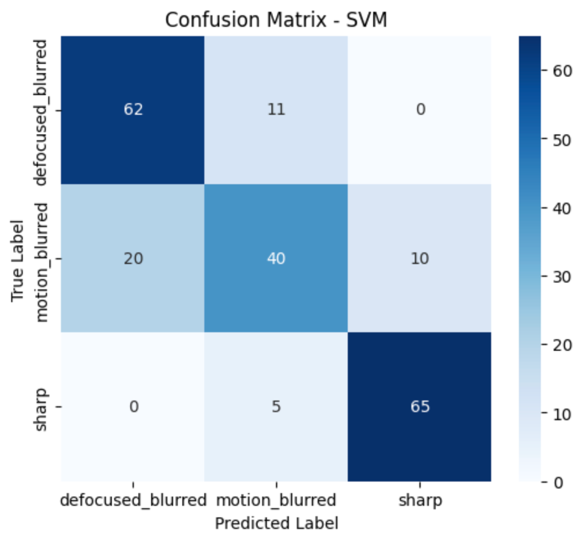 Confusion Matrix - SVM
True Label
defocused_blurred
motion_blurred
sharp
62 11 0
20 40 10
0 5 65
defocused_blurred motion_blurred sharp
Predicted Label
60
50
40
30
20
10
0